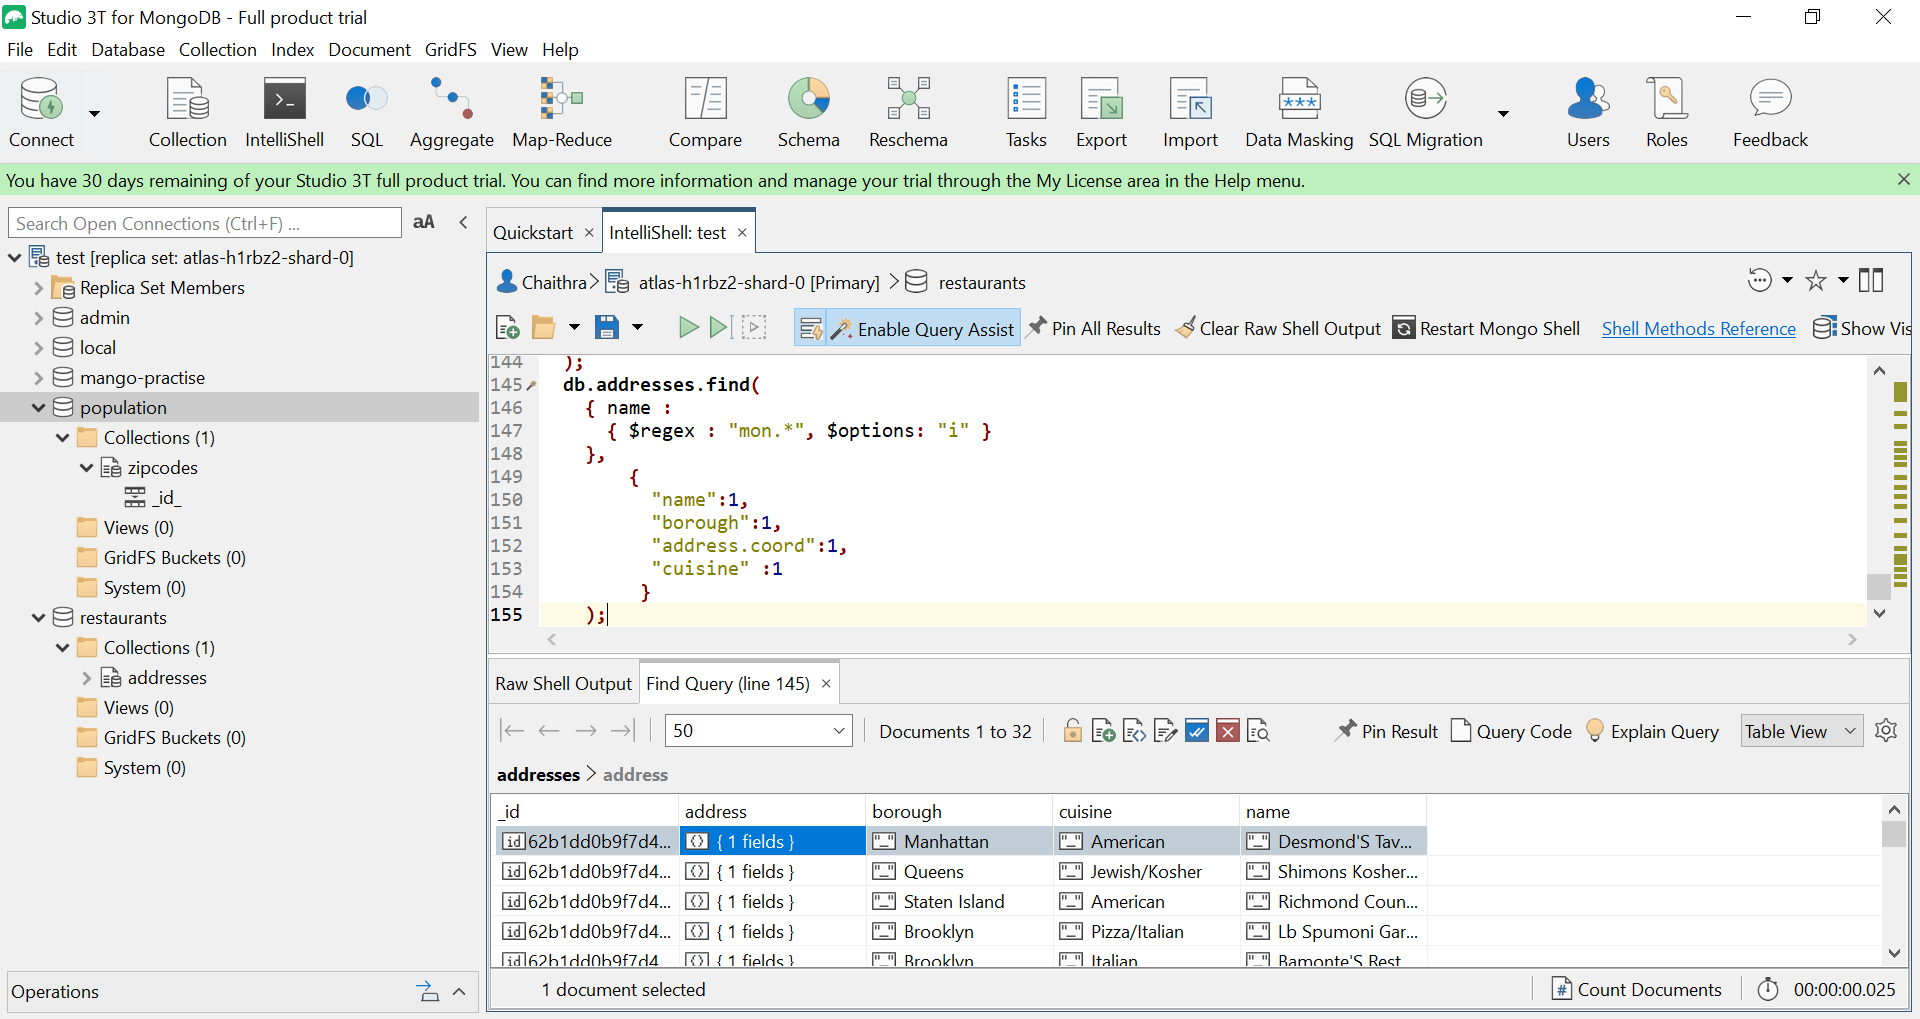 Studio 3T for MongoDB - Full product trial
File Edit Database Collection Index Document GridFS View Help
Connect Collection IntelliShell SQL Aggregate Map-Reduce Compare Schema Reschema Tasks Export Import Data Masking SQL Migration Users Roles Feedback
You have 30 days remaining of your Studio 3T full product trial. You can find more information and manage your trial through the My License area in the Help menu.
Search Open Connections (Ctrl+F) ... aA
test [replica set: atlas-h1rbz2-shard-0]
Replica Set Members
admin
local
mango-practise
population
Collections (1)
zipcodes
_id_
Views (0)
GridFS Buckets (0)
System (0)
restaurants
Collections (1)
addresses
Views (0)
GridFS Buckets (0)
System (0)
Operations
Quickstart IntelliShell: test
Chaithra atlas-h1rbz2-shard-0 [Primary] restaurants
Enable Query Assist Pin All Results Clear Raw Shell Output Restart Mongo Shell Shell Methods Reference Show Vis
144 );
145 db.addresses.find(
146 { name :
147 { $regex : "mon.*", $options: "i" }
148 },
149 {
150 "name":1,
151 "borough":1,
152 "address.coord":1,
153 "cuisine" :1
154 }
155 );
Raw Shell Output Find Query (line 145)
50 Documents 1 to 32 Pin Result Query Code Explain Query Table View
addresses > address
_id address borough cuisine name
id 62b1dd0b9f7d4... { 1 fields } Manhattan American Desmond'S Tav...
id 62b1dd0b9f7d4... { 1 fields } Queens Jewish/Kosher Shimons Kosher...
id 62b1dd0b9f7d4... { 1 fields } Staten Island American Richmond Coun...
id 62b1dd0b9f7d4... { 1 fields } Brooklyn Pizza/Italian Lb Spumoni Gar...
id 62b1dd0b9f7d4 { 1 fields } Brooklyn Italian Bamonte'S Rest
1 document selected Count Documents 00:00:00.025